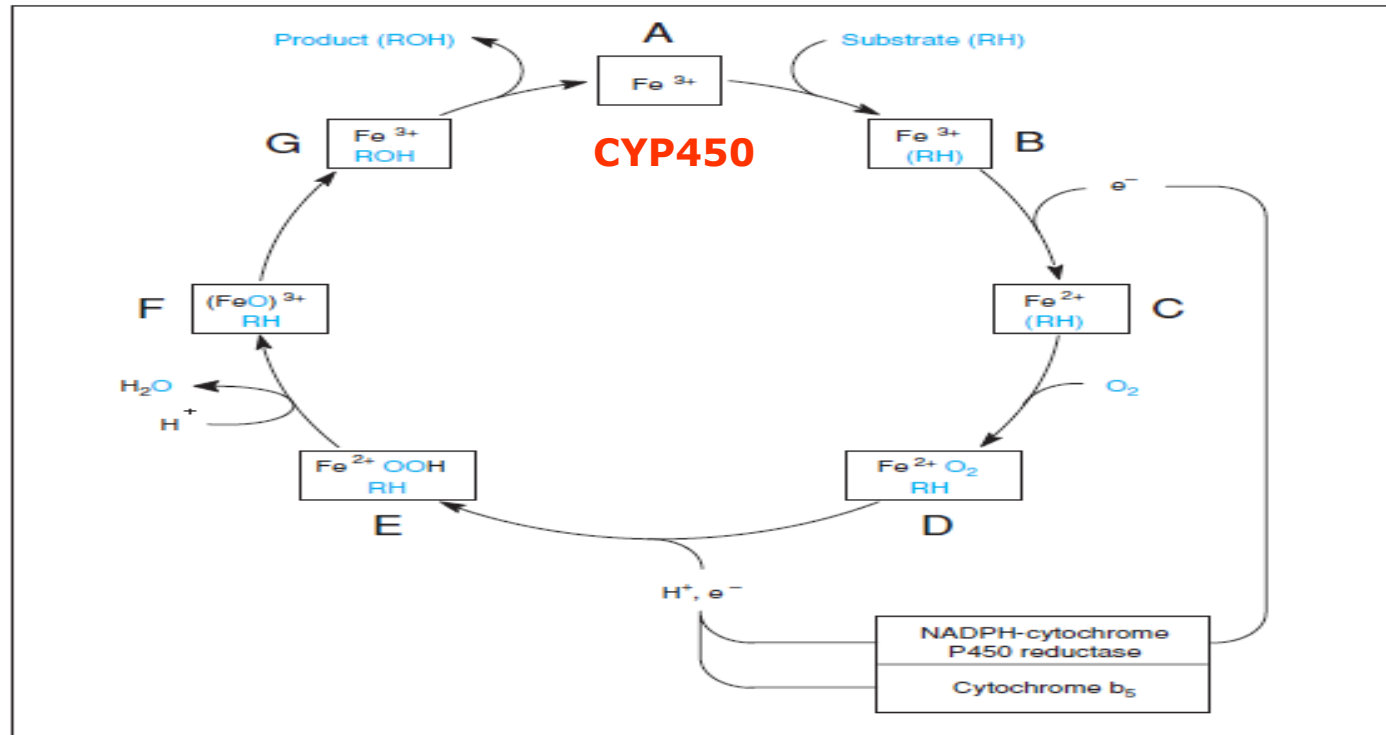 A
Product (ROH)
Substrate (RH)
Fe ³⁺
CYP450
G
Fe ³⁺
ROH
Fe ³⁺
(RH)
B
e⁻
F
(FeO) ³⁺
RH
Fe ²⁺
(RH)
C
H₂O
H⁺
O₂
Fe ²⁺ OOH
RH
E
Fe ²⁺ O₂
RH
D
H⁺, e⁻
NADPH-cytochrome
P450 reductase
Cytochrome b₅